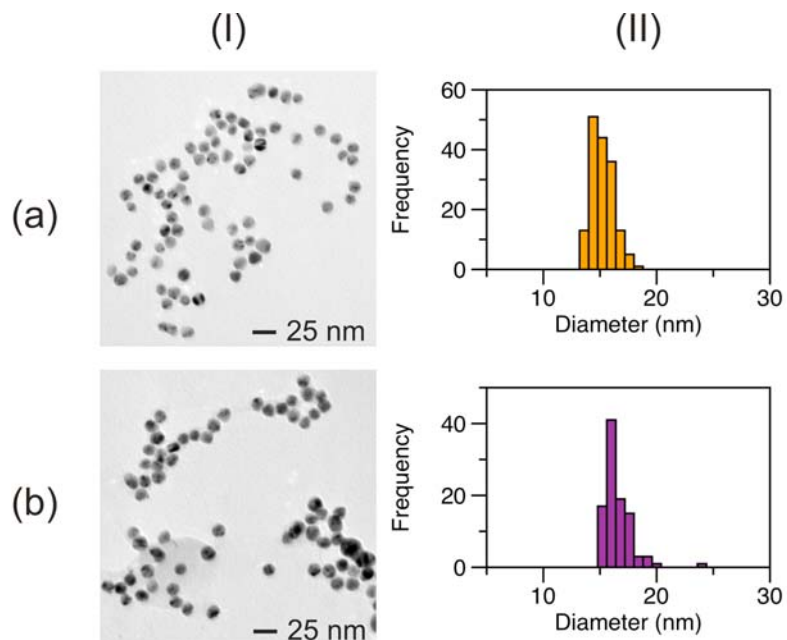 (I)
(II)
(a)
25 nm
60
40
20
0
Frequency
10
20
30
Diameter (nm)
(b)
25 nm
40
20
0
Frequency
10
20
30
Diameter (nm)